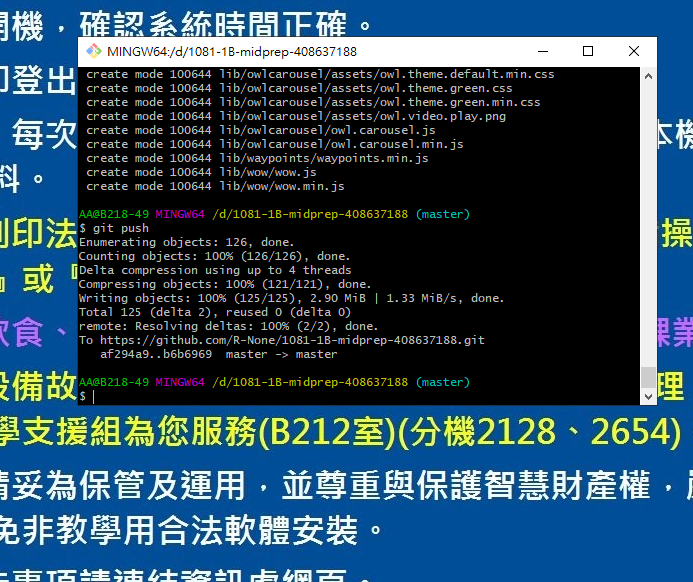 開機，確認系統時間正確。
MINGW64:/d/1081-1B-midprep-408637188
即登出
每次
料。
create mode 100644 lib/owlcarousel/assets/owl.theme.default.min.css
create mode 100644 lib/owlcarousel/assets/owl.theme.green.css
create mode 100644 lib/owlcarousel/assets/owl.theme.green.min.css
create mode 100644 lib/owlcarousel/assets/owl.video.play.png
create mode 100644 lib/owlcarousel/owl.carousel.js
create mode 100644 lib/owlcarousel/owl.carousel.min.js
create mode 100644 lib/waypoints/waypoints.min.js
create mode 100644 lib/wow/wow.js
create mode 100644 lib/wow/wow.min.js
AA@B218-49 MINGW64 /d/1081-1B-midprep-408637188 (master)
$ git push
Enumerating objects: 126, done.
Counting objects: 100% (126/126), done.
Delta compression using up to 4 threads
Compressing objects: 100% (121/121), done.
Writing objects: 100% (125/125), 2.90 MiB | 1.33 MiB/s, done.
Total 125 (delta 2), reused 0 (delta 0)
remote: Resolving deltas: 100% (2/2), done.
To https://github.com/R-None/1081-1B-midprep-408637188.git
af294a9..b6b6969  master -> master
AA@B218-49 MINGW64 /d/1081-1B-midprep-408637188 (master)
$
本機
印法
操
』或『
飲食、
課業
設備故
理
學支援組為您服務(B212室)(分機2128、2654)
請妥為保管及運用，並尊重與保護智慧財產權，
免非教學用合法軟體安裝。
事項請連結資訊處網頁。